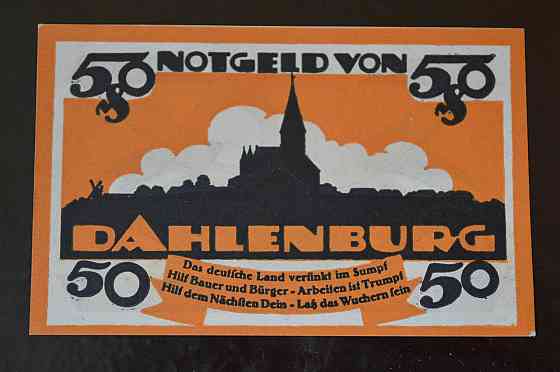 50 NOTGELD VON 50
DAHLENBURG
50 50
Das deutsche Land versinkt im Sumpf
Hilf Bauer und Bürger - Arbeiten ist Trumpf
Hilf dem Nächsten Dein - Laß das Wuchern sein